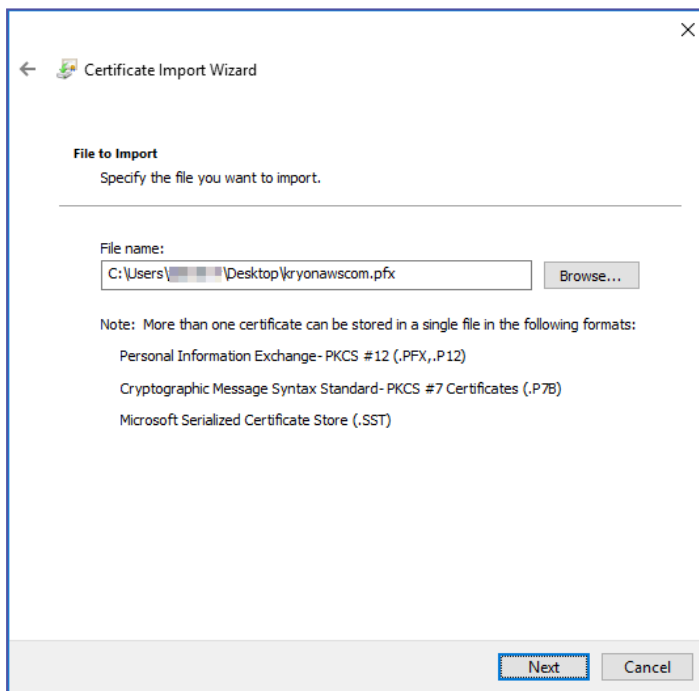 Certificate Import Wizard
File to Import
Specify the file you want to import.
File name:
C:\Users\ \Desktop\kryonawscom.pfx
Browse...
Note: More than one certificate can be stored in a single file in the following formats:
Personal Information Exchange- PKCS #12 (.PFX,.P12)
Cryptographic Message Syntax Standard- PKCS #7 Certificates (.P7B)
Microsoft Serialized Certificate Store (.SST)
Next
Cancel